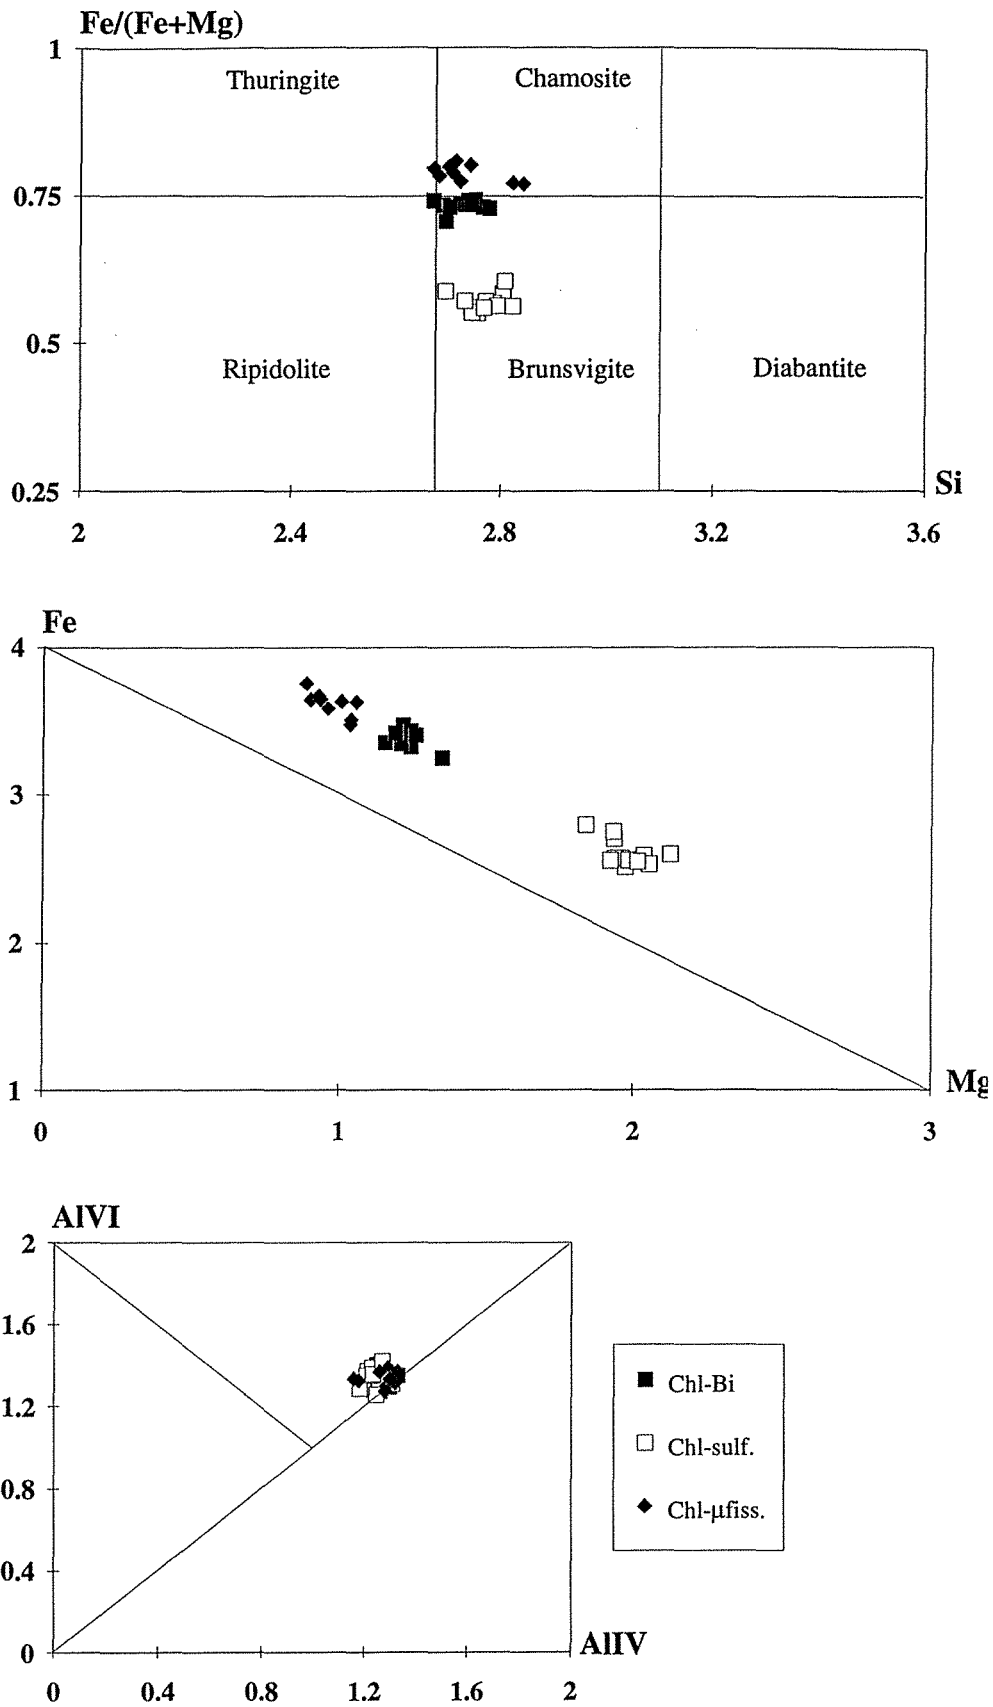 Fe/(Fe+Mg)
1
Thuringite Chamosite
0.75
0.5
Ripidolite Brunsvigite Diabantite
0.25
Si
2 2.4 2.8 3.2 3.6
Fe
4
3
2
1
Mg
0 1 2 3
AlVI
2
1.6
1.2
0.8
0.4
0
AlIV
0 0.4 0.8 1.2 1.6 2
Chl-Bi
Chl-sulf.
Chl-µfiss.